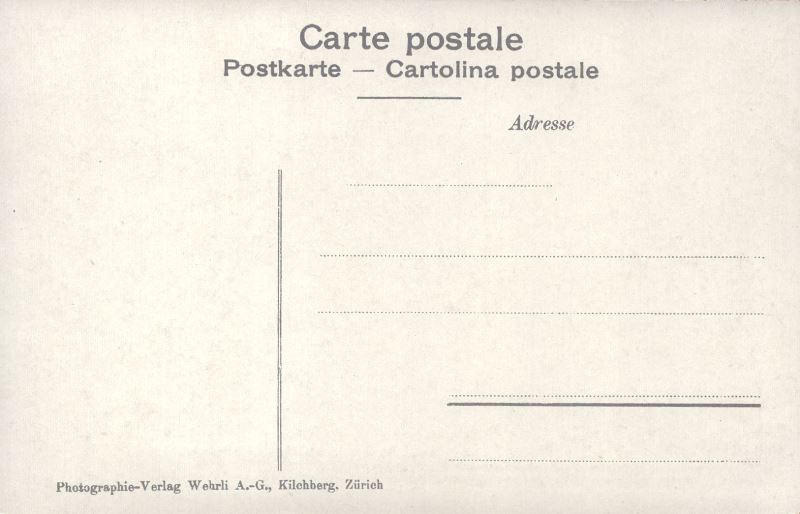 Carte postale
Postkarte — Cartolina postale
Adresse
Photographie-Verlag Wehrli A.-G., Kilchberg. Zürich